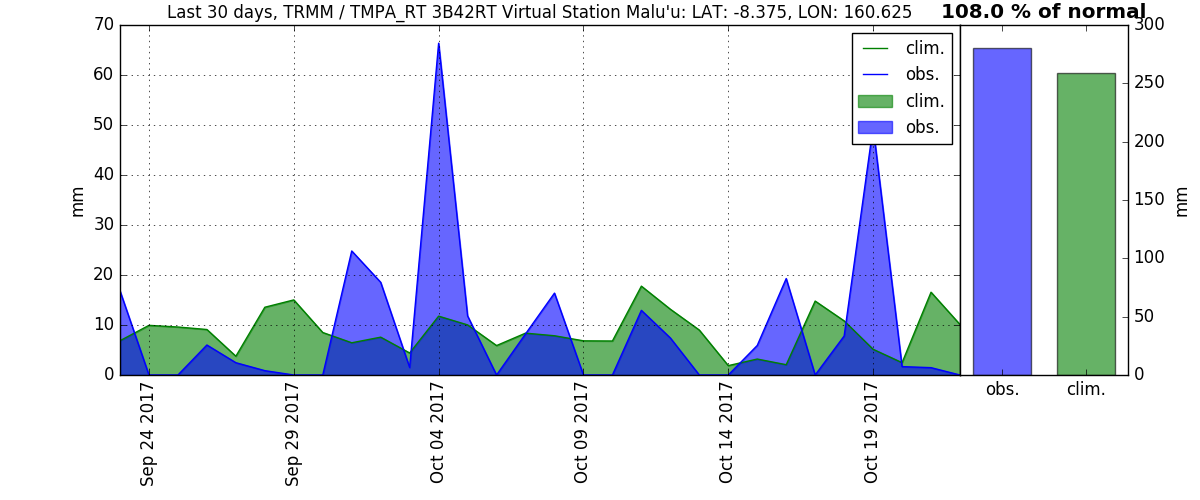 Last 30 days, TRMM / TMPA_RT 3B42RT Virtual Station Malu'u: LAT: -8.375, LON: 160.625
108.0 % of normal
70
60
50
40
30
20
10
0
mm
clim.
obs.
clim.
obs.
300
250
200
150
100
50
0
mm
obs.
clim.
Sep 24 2017
Sep 29 2017
Oct 04 2017
Oct 09 2017
Oct 14 2017
Oct 19 2017